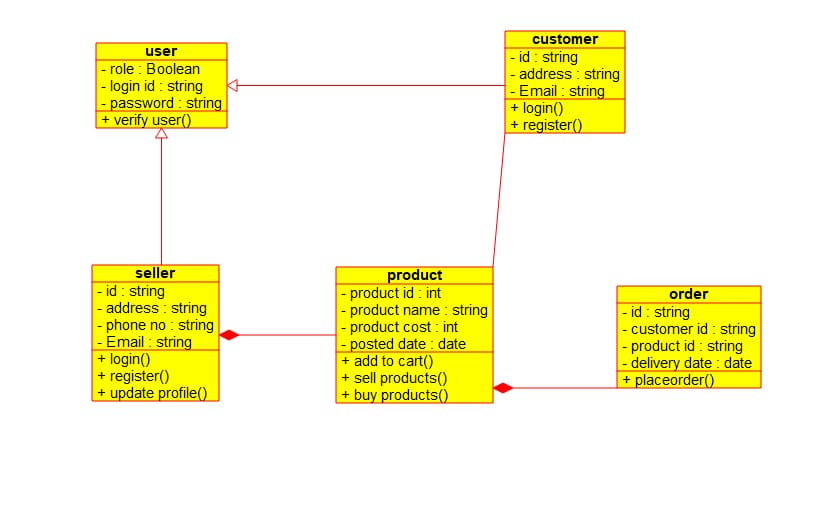 user
- role : Boolean
- login id : string
- password : string
+ verify user()
customer
- id : string
- address : string
- Email : string
+ login()
+ register()
seller
- id : string
- address : string
- phone no : string
- Email : string
+ login()
+ register()
+ update profile()
product
- product id : int
- product name : string
- product cost : int
- posted date : date
+ add to cart()
+ sell products()
+ buy products()
order
- id : string
- customer id : string
- product id : string
- delivery date : date
+ placeorder()